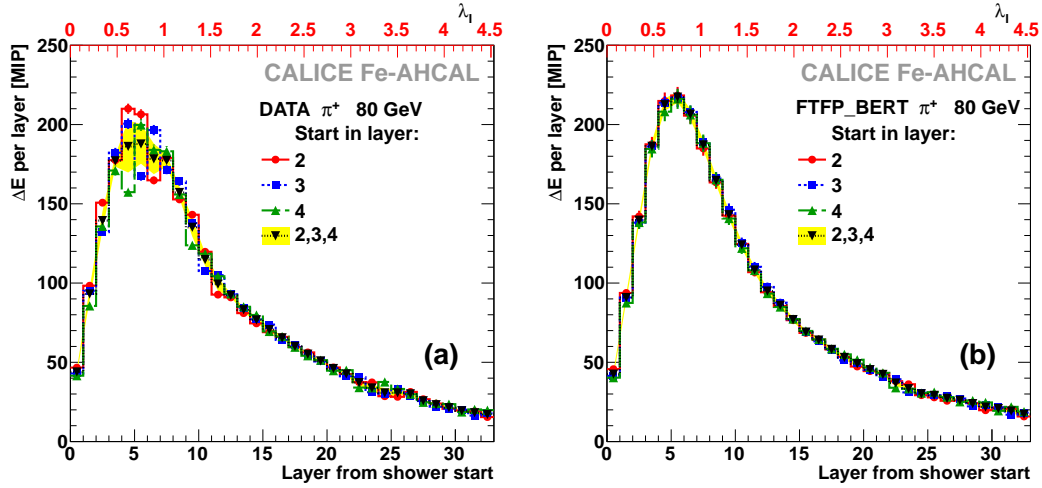 λI
0 0.5 1 1.5 2 2.5 3 3.5 4 4.5
250
200
150
100
50
0
ΔE per layer [MIP]
CALICE Fe-AHCAL
DATA π+ 80 GeV
Start in layer:
2
3
4
2,3,4
(a)
0 5 10 15 20 25 30
Layer from shower start
λI
0 0.5 1 1.5 2 2.5 3 3.5 4 4.5
250
200
150
100
50
0
ΔE per layer [MIP]
CALICE Fe-AHCAL
FTFP_BERT π+ 80 GeV
Start in layer:
2
3
4
2,3,4
(b)
0 5 10 15 20 25 30
Layer from shower start